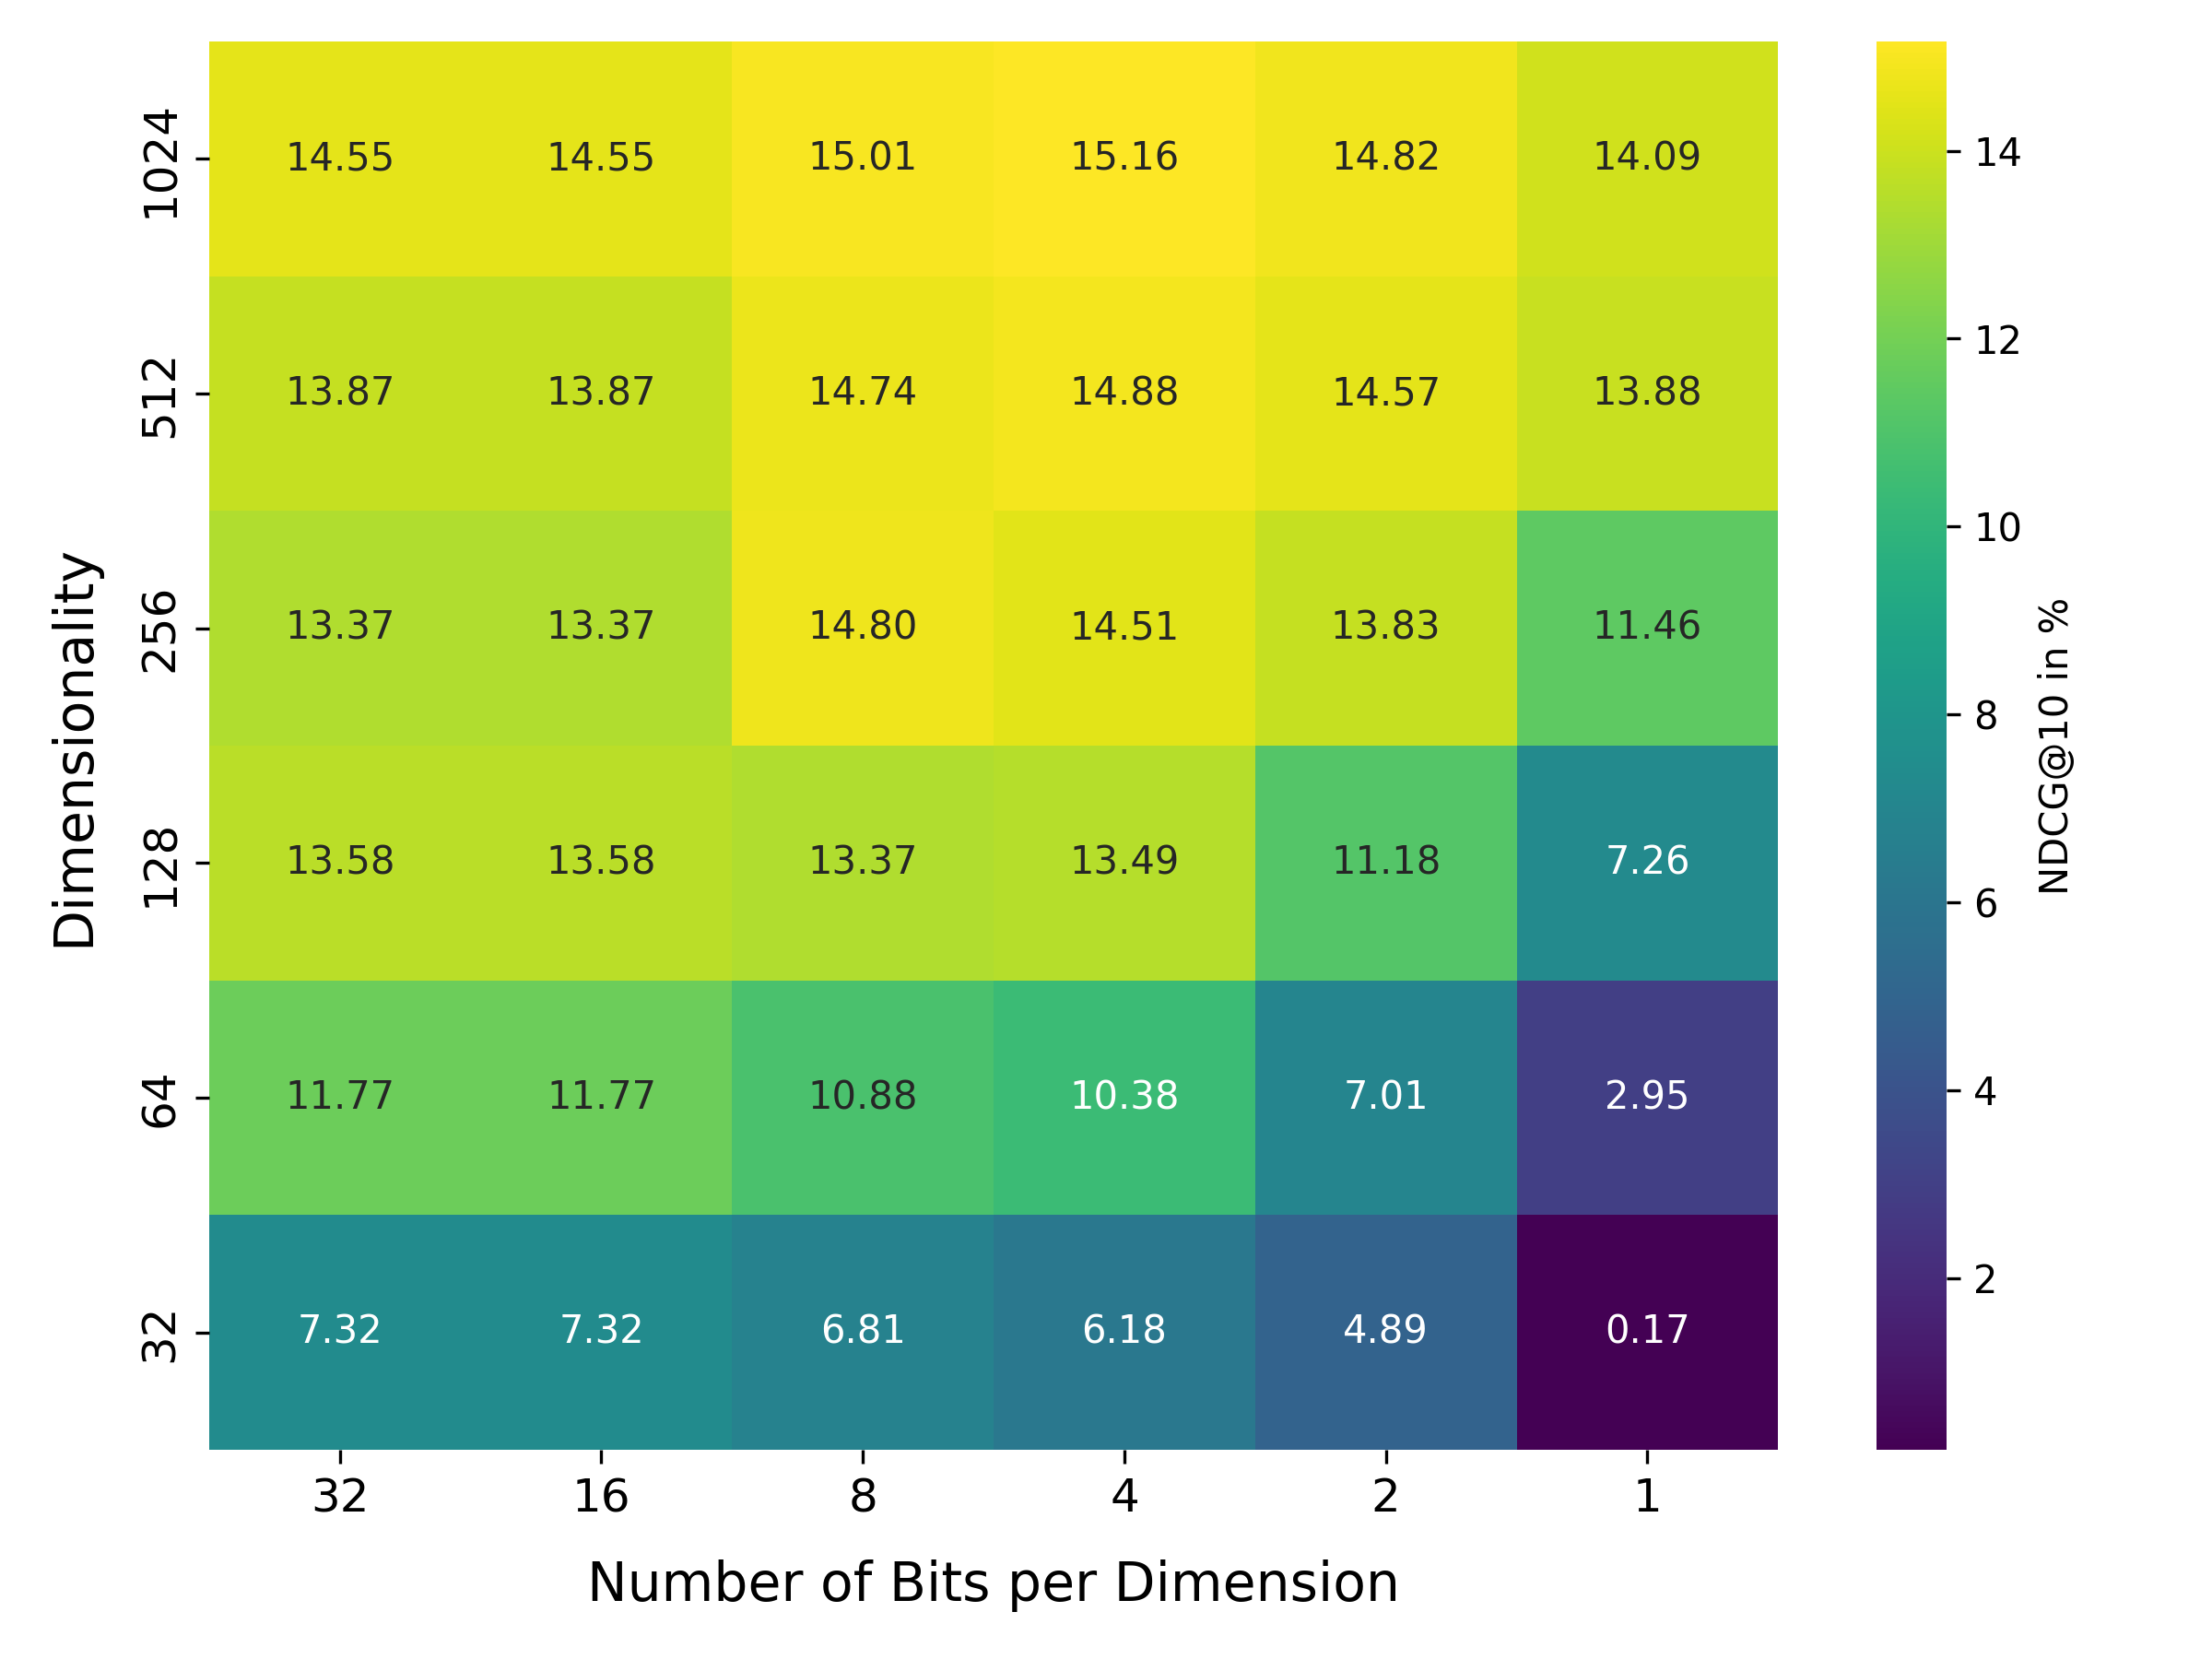 1024 14.55 14.55 15.01 15.16 14.82 14.09
512 13.87 13.87 14.74 14.88 14.57 13.88
256 13.37 13.37 14.80 14.51 13.83 11.46
128 13.58 13.58 13.37 13.49 11.18 7.26
64 11.77 11.77 10.88 10.38 7.01 2.95
32 7.32 7.32 6.81 6.18 4.89 0.17
32 16 8 4 2 1
Number of Bits per Dimension
Dimensionality
14
12
10
8
6
4
2
NDCG@10 in %